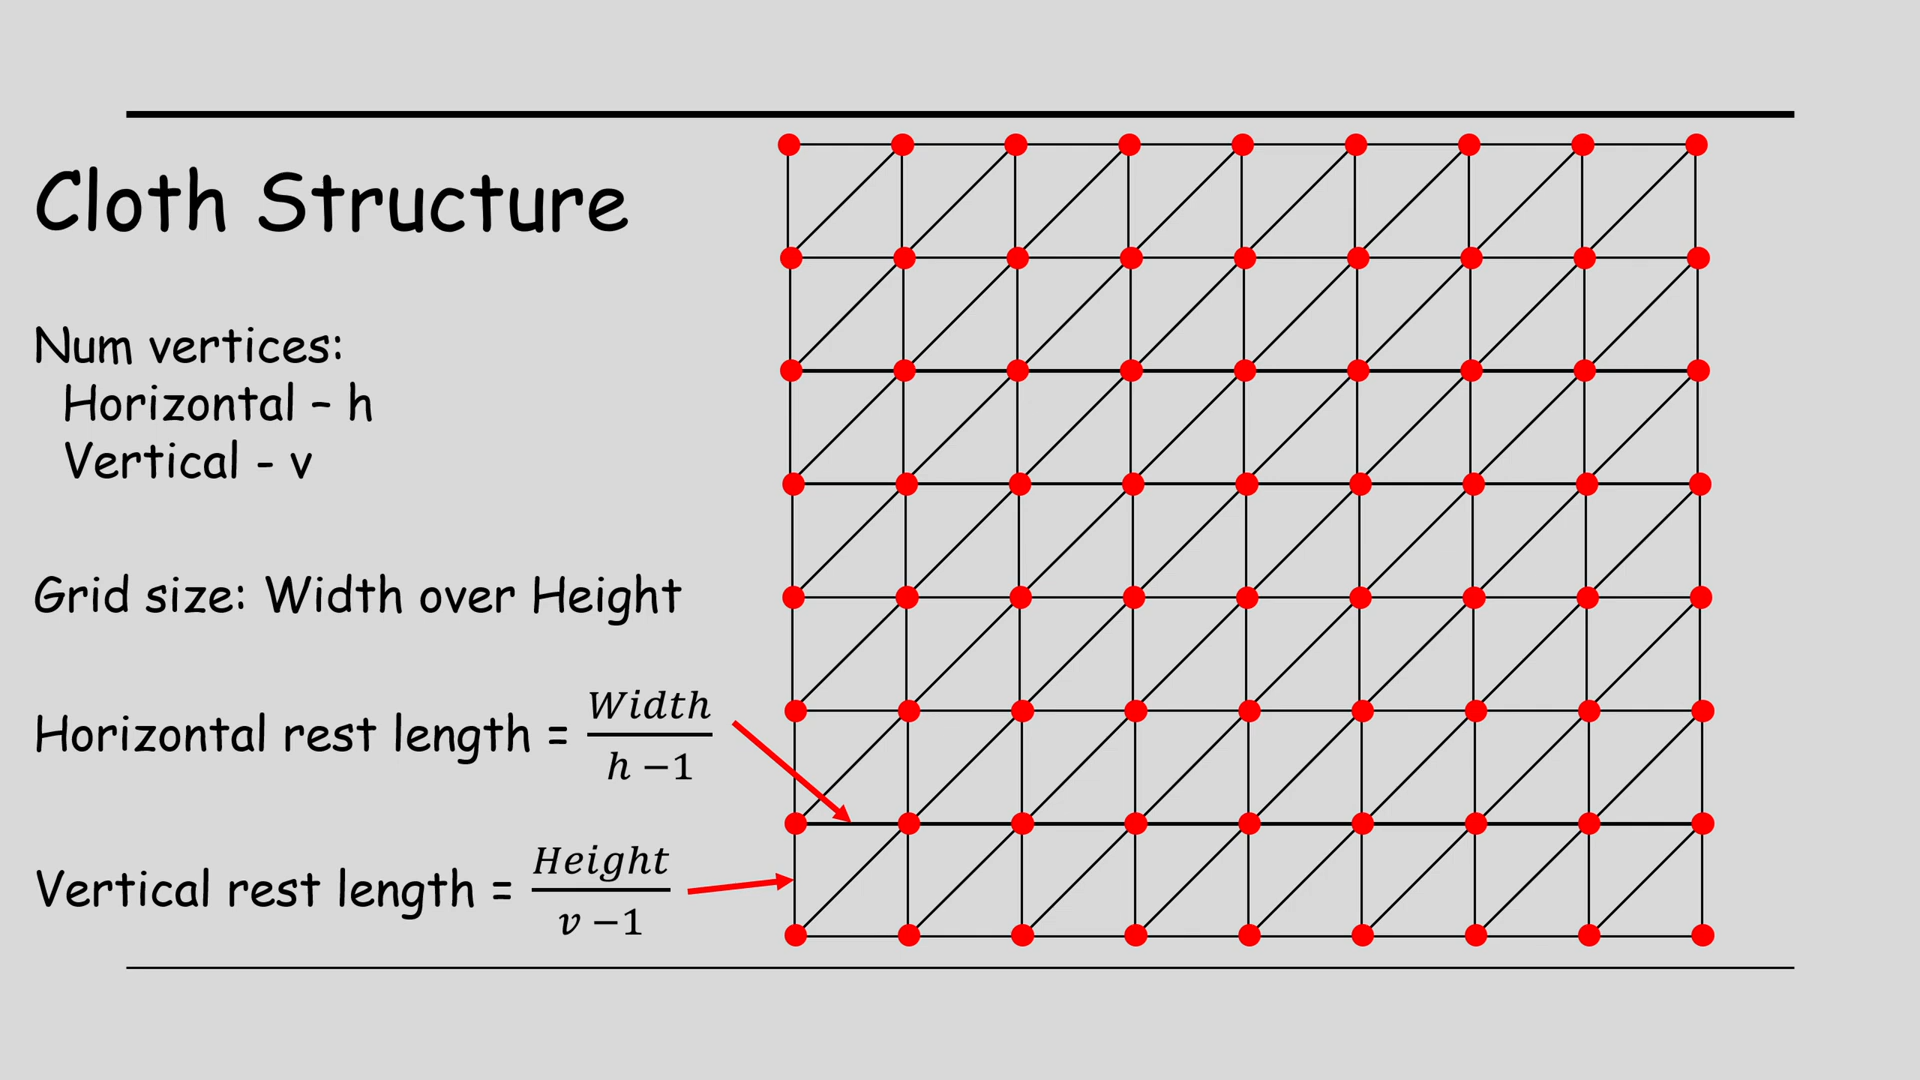 Cloth Structure
Num vertices:
Horizontal – h
Vertical - v
Grid size: Width over Height
Horizontal rest length = Width
h −1
Vertical rest length = Height
v −1